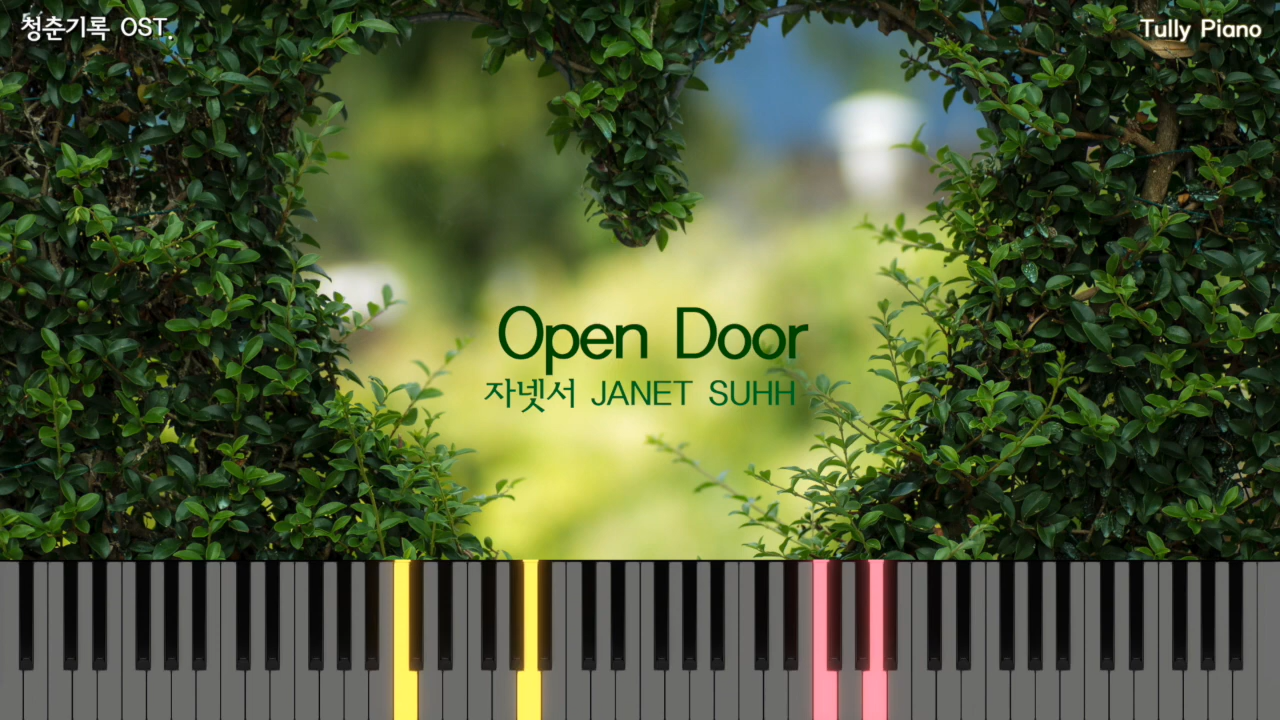 청춘기록 OST.
Tully Piano
Open Door
자넷서 JANET SUHH